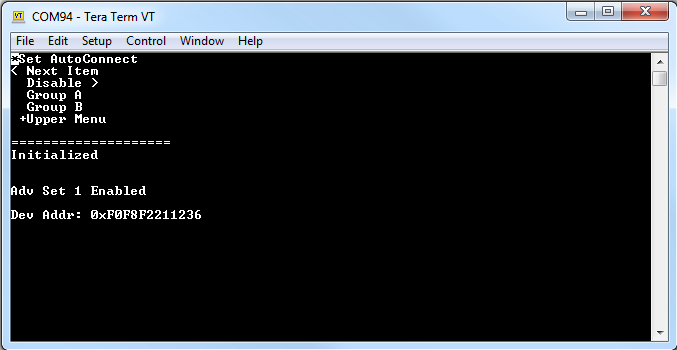 VT COM94 - Tera Term VT
File Edit Setup Control Window Help
*Set AutoConnect
< Next Item
Disable >
Group A
Group B
+Upper Menu
====================
Initialized
Adv Set 1 Enabled
Dev Addr: 0xF0F8F2211236